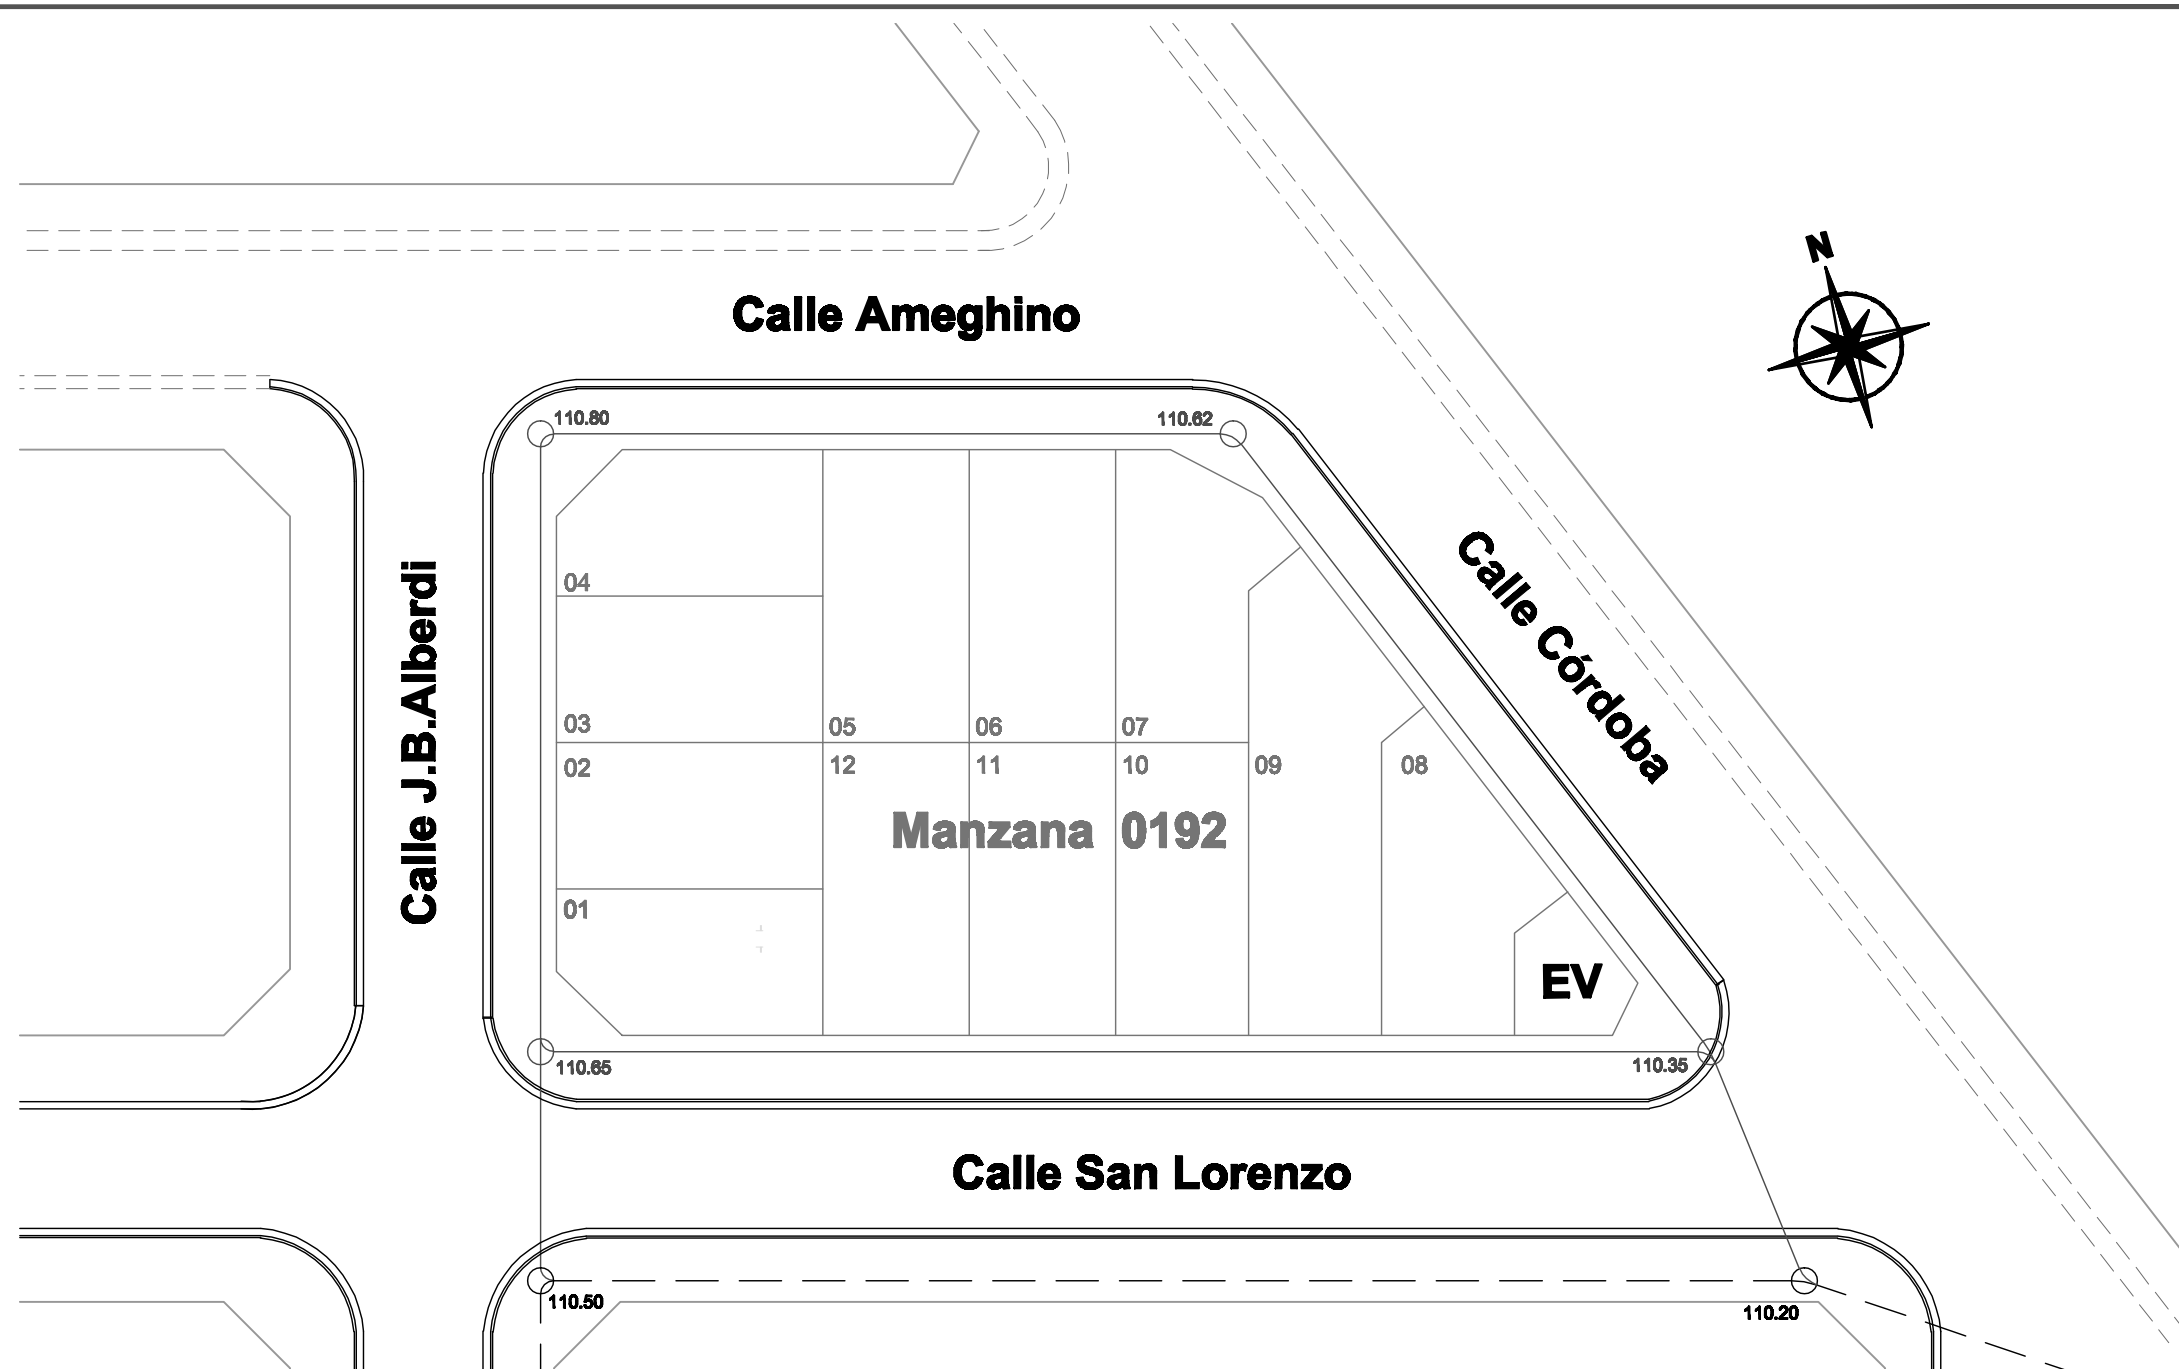 N
Calle Ameghino
110.80
110.62
Calle Córdoba
Calle J.B.Alberdi
04
03
05
06
07
02
12
11
10
09
08
Manzana 0192
01
EV
110.65
110.35
Calle San Lorenzo
110.50
110.20